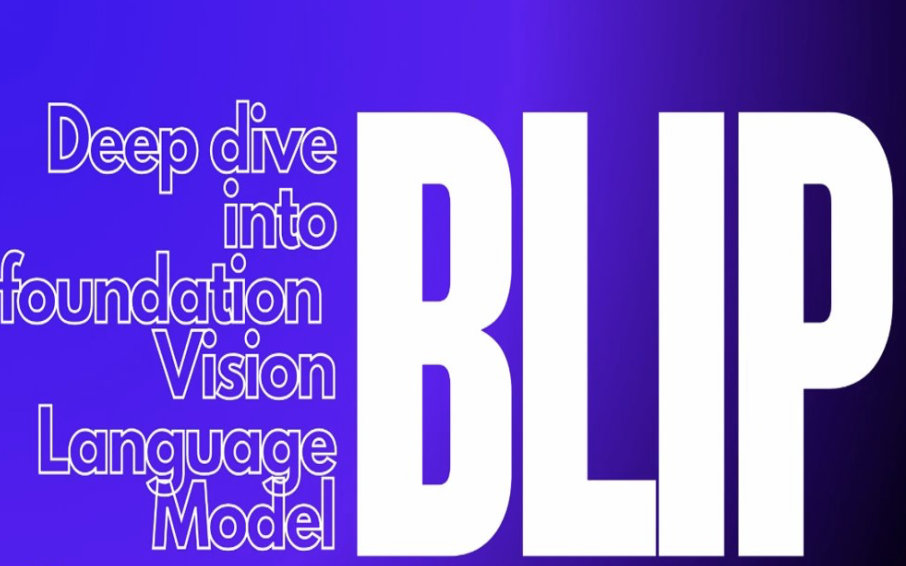 Deep dive
into
foundation
Vision
Language
Model
BLIP